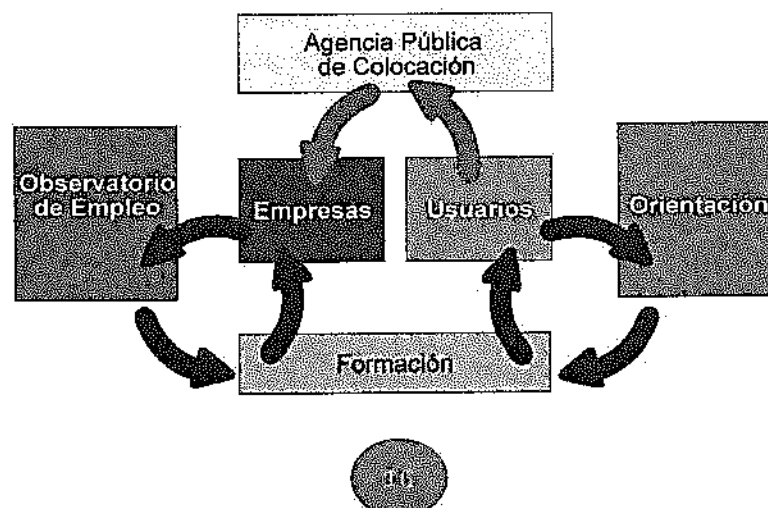 Agencia Pública
de Colocación
Observatorio
de Empleo
Empresas
Usuarios
Orientación
Formación